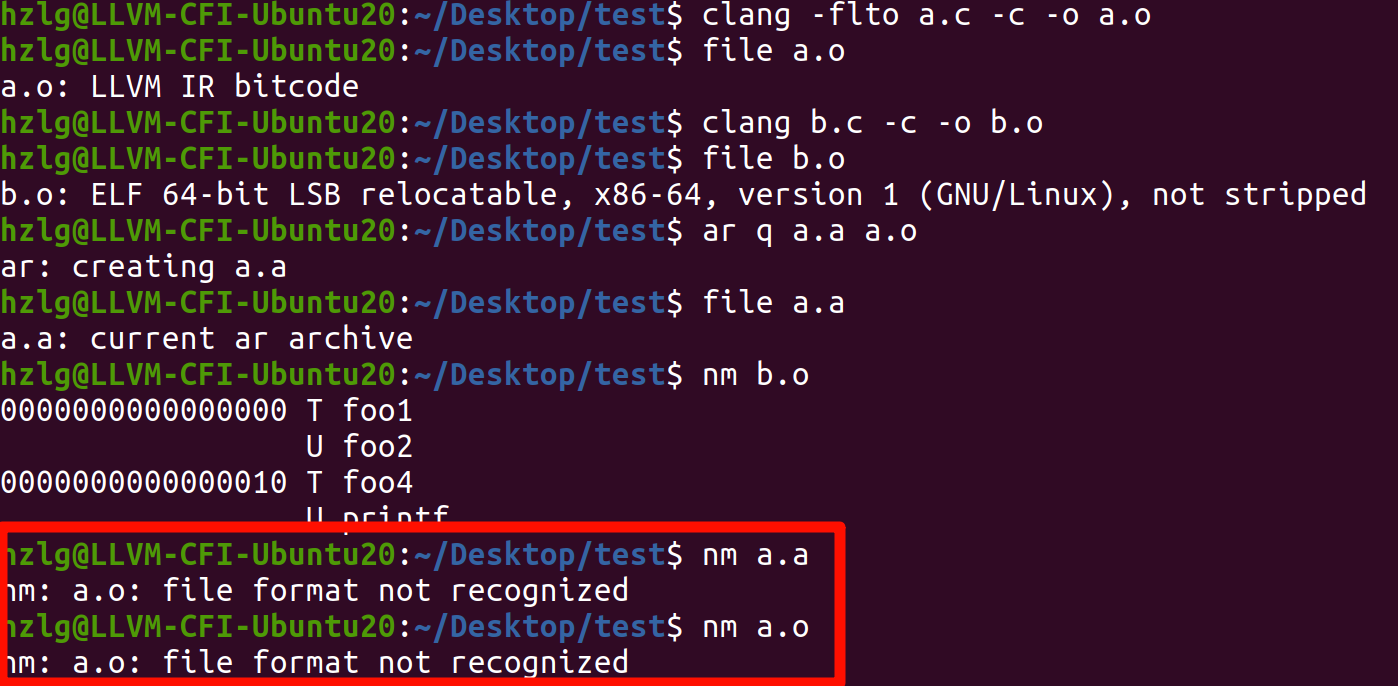 hzlg@LLVM-CFI-Ubuntu20:~/Desktop/test$ clang -flto a.c -c -o a.o
hzlg@LLVM-CFI-Ubuntu20:~/Desktop/test$ file a.o
a.o: LLVM IR bitcode
hzlg@LLVM-CFI-Ubuntu20:~/Desktop/test$ clang b.c -c -o b.o
hzlg@LLVM-CFI-Ubuntu20:~/Desktop/test$ file b.o
b.o: ELF 64-bit LSB relocatable, x86-64, version 1 (GNU/Linux), not stripped
hzlg@LLVM-CFI-Ubuntu20:~/Desktop/test$ ar q a.a a.o
ar: creating a.a
hzlg@LLVM-CFI-Ubuntu20:~/Desktop/test$ file a.a
a.a: current ar archive
hzlg@LLVM-CFI-Ubuntu20:~/Desktop/test$ nm b.o
0000000000000000 T foo1
                 U foo2
0000000000000010 T foo4
                 U printf
hzlg@LLVM-CFI-Ubuntu20:~/Desktop/test$ nm a.a
nm: a.o: file format not recognized
hzlg@LLVM-CFI-Ubuntu20:~/Desktop/test$ nm a.o
nm: a.o: file format not recognized